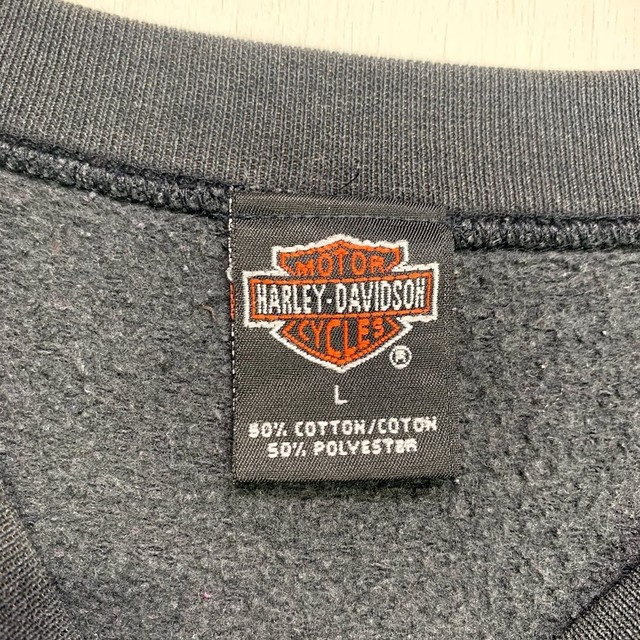 MOTOR
HARLEY-DAVIDSON
CYCLES
®
L
50% COTTON/COTON
50% POLYESTER